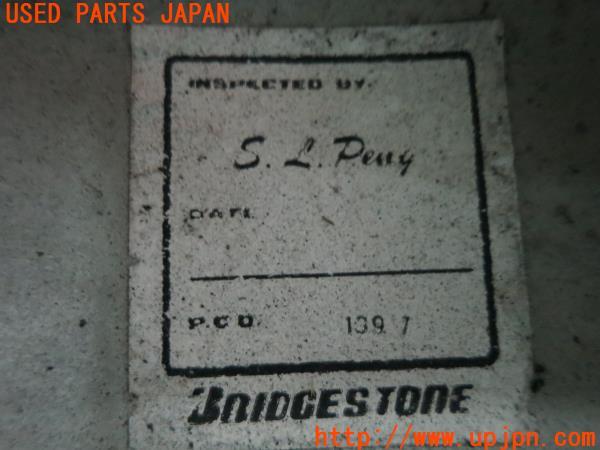 USED PARTS JAPAN
INSPECTED BY:
S. L. Peng
DATE
P.C.D. 139.7
BRIDGESTONE
http://www.upjpn.com